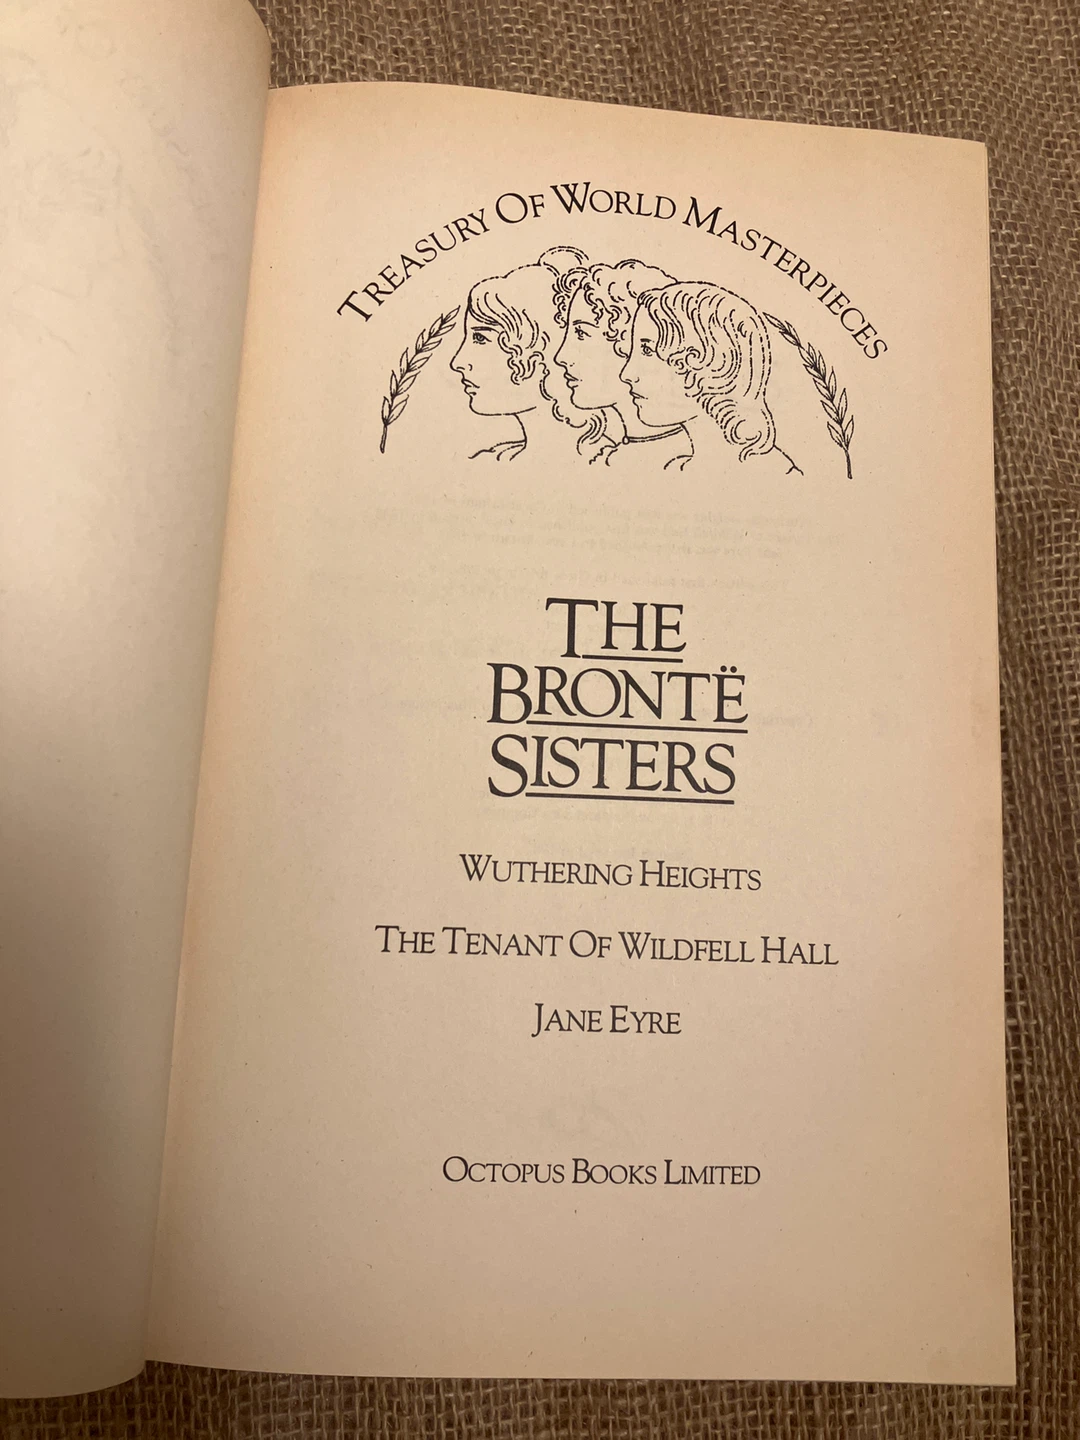 Treasury Of World Masterpieces
The
Brontë
Sisters
Wuthering Heights
The Tenant Of Wildfell Hall
Jane Eyre
Octopus Books Limited